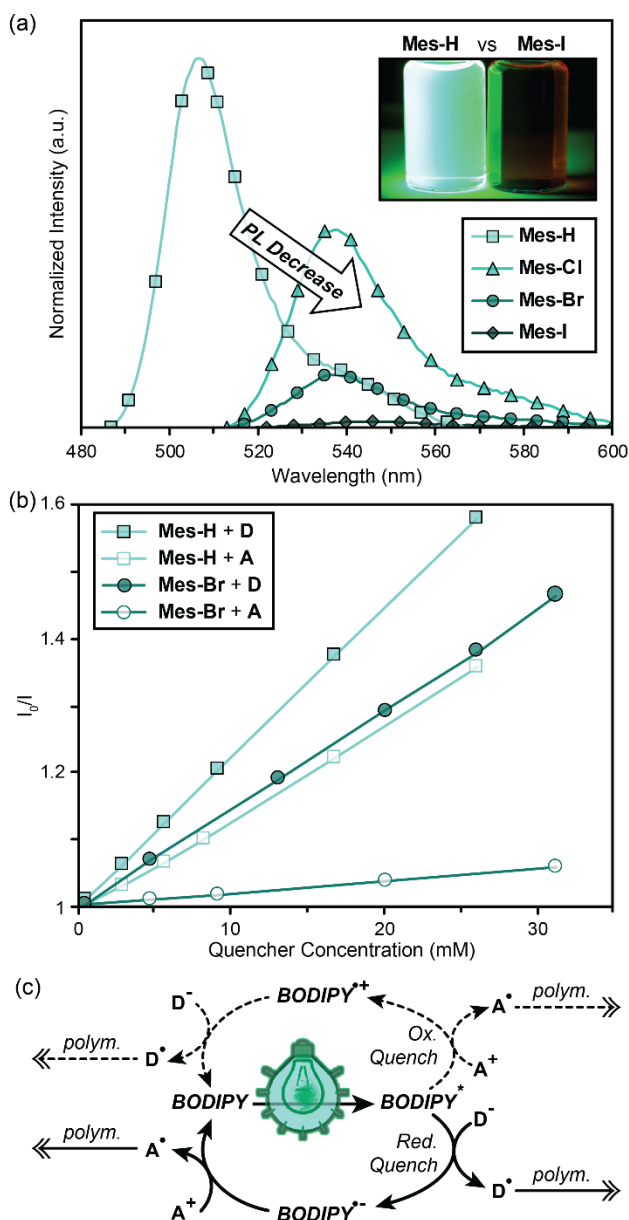 (a)
Mes-H vs Mes-I
PL Decrease
Mes-H
Mes-Cl
Mes-Br
Mes-I
Normalized Intensity (a.u.)
480 500 520 540 560 580 600
Wavelength (nm)
(b)
1.6
Mes-H + D
Mes-H + A
Mes-Br + D
Mes-Br + A
1.4
I0/I
1.2
1
0 10 20 30
Quencher Concentration (mM)
(c)
D- BODIPY•+ A• polym.
polym. D• Ox. Quench A+
BODIPY BODIPY*
D-
polym. A• Red. Quench
A+ BODIPY•- D• polym.